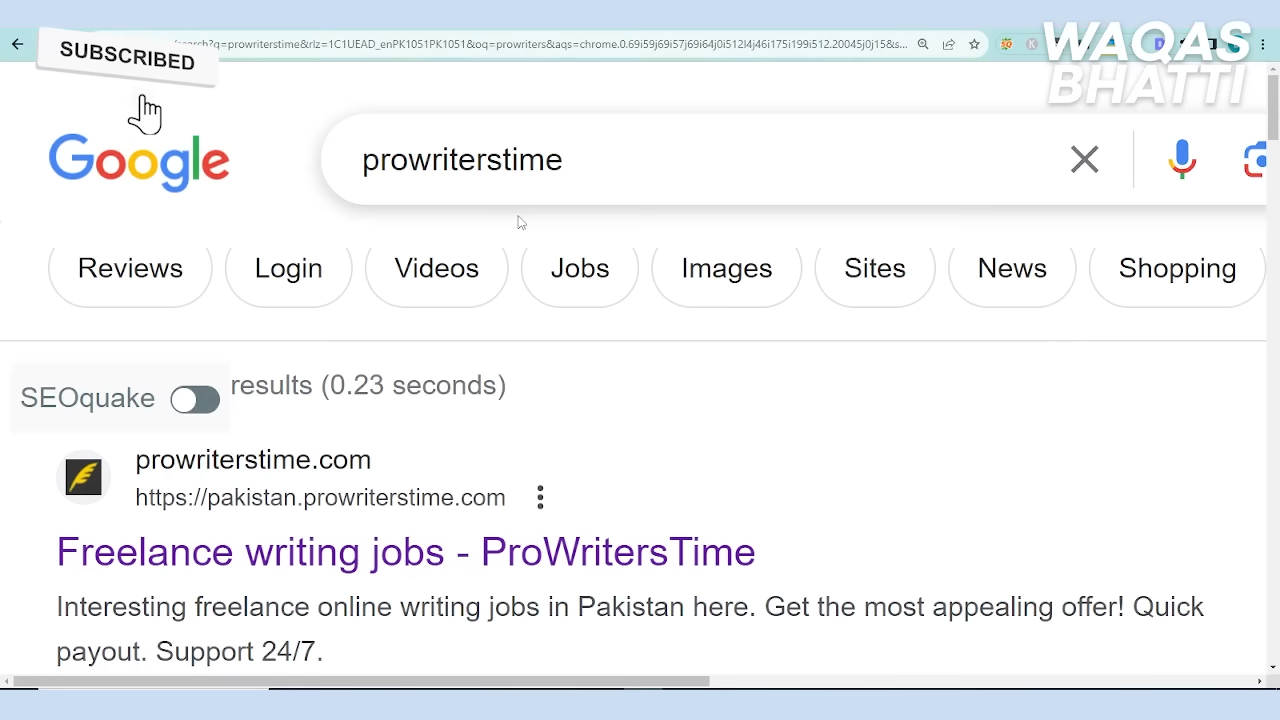 SUBSCRIBED
WAQAS
BHATTI
Google
prowriterstime
Reviews
Login
Videos
Jobs
Images
Sites
News
Shopping
SEOquake
results (0.23 seconds)
prowriterstime.com
https://pakistan.prowriterstime.com
Freelance writing jobs - ProWritersTime
Interesting freelance online writing jobs in Pakistan here. Get the most appealing offer! Quick
payout. Support 24/7.